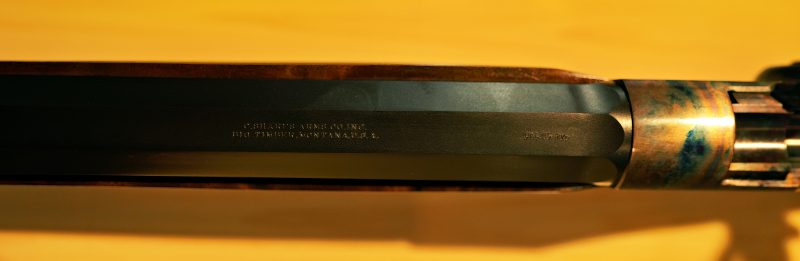 C. SHARPS ARMS CO. INC.
BIG TIMBER, MONTANA, U.S.A.